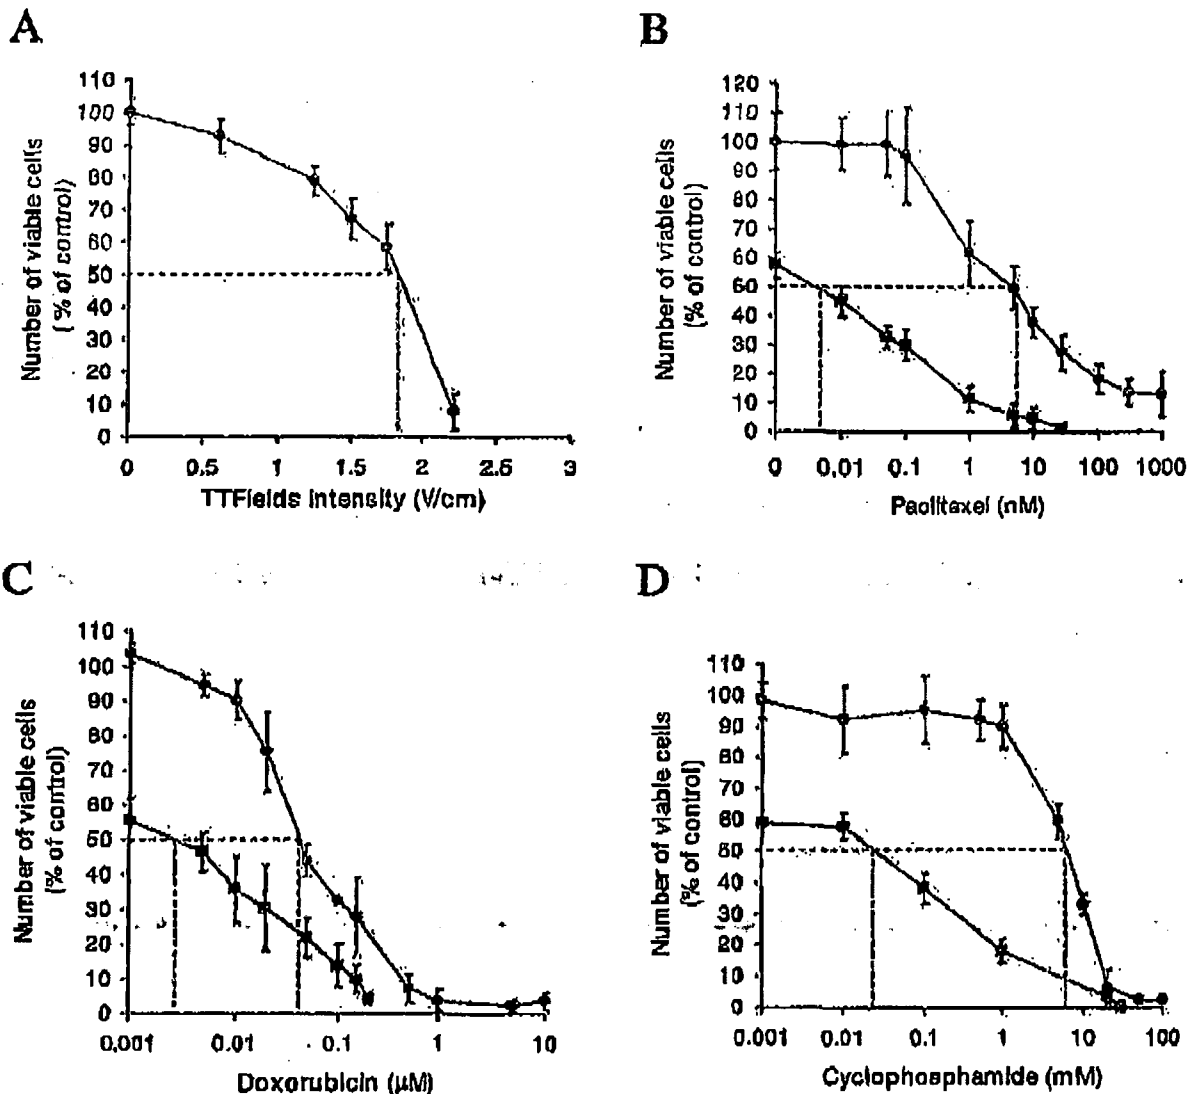 A
Number of viable cells
(% of control)
110
100
90
80
70
60
50
40
30
20
10
0
0 0.5 1 1.5 2 2.5 3
TTFields Intensity (V/cm)
B
Number of viable cells
(% of control)
120
110
100
90
80
70
60
50
40
30
20
10
0
0 0.01 0.1 1 10 100 1000
Paclitaxel (nM)
C
Number of viable cells
(% of control)
110
100
90
80
70
60
50
40
30
20
10
0
0.001 0.01 0.1 1 10
Doxorubicin (µM)
D
Number of viable cells
(% of control)
110
100
90
80
70
60
50
40
30
20
10
0
0.001 0.01 0.1 1 10 100
Cyclophosphamide (mM)